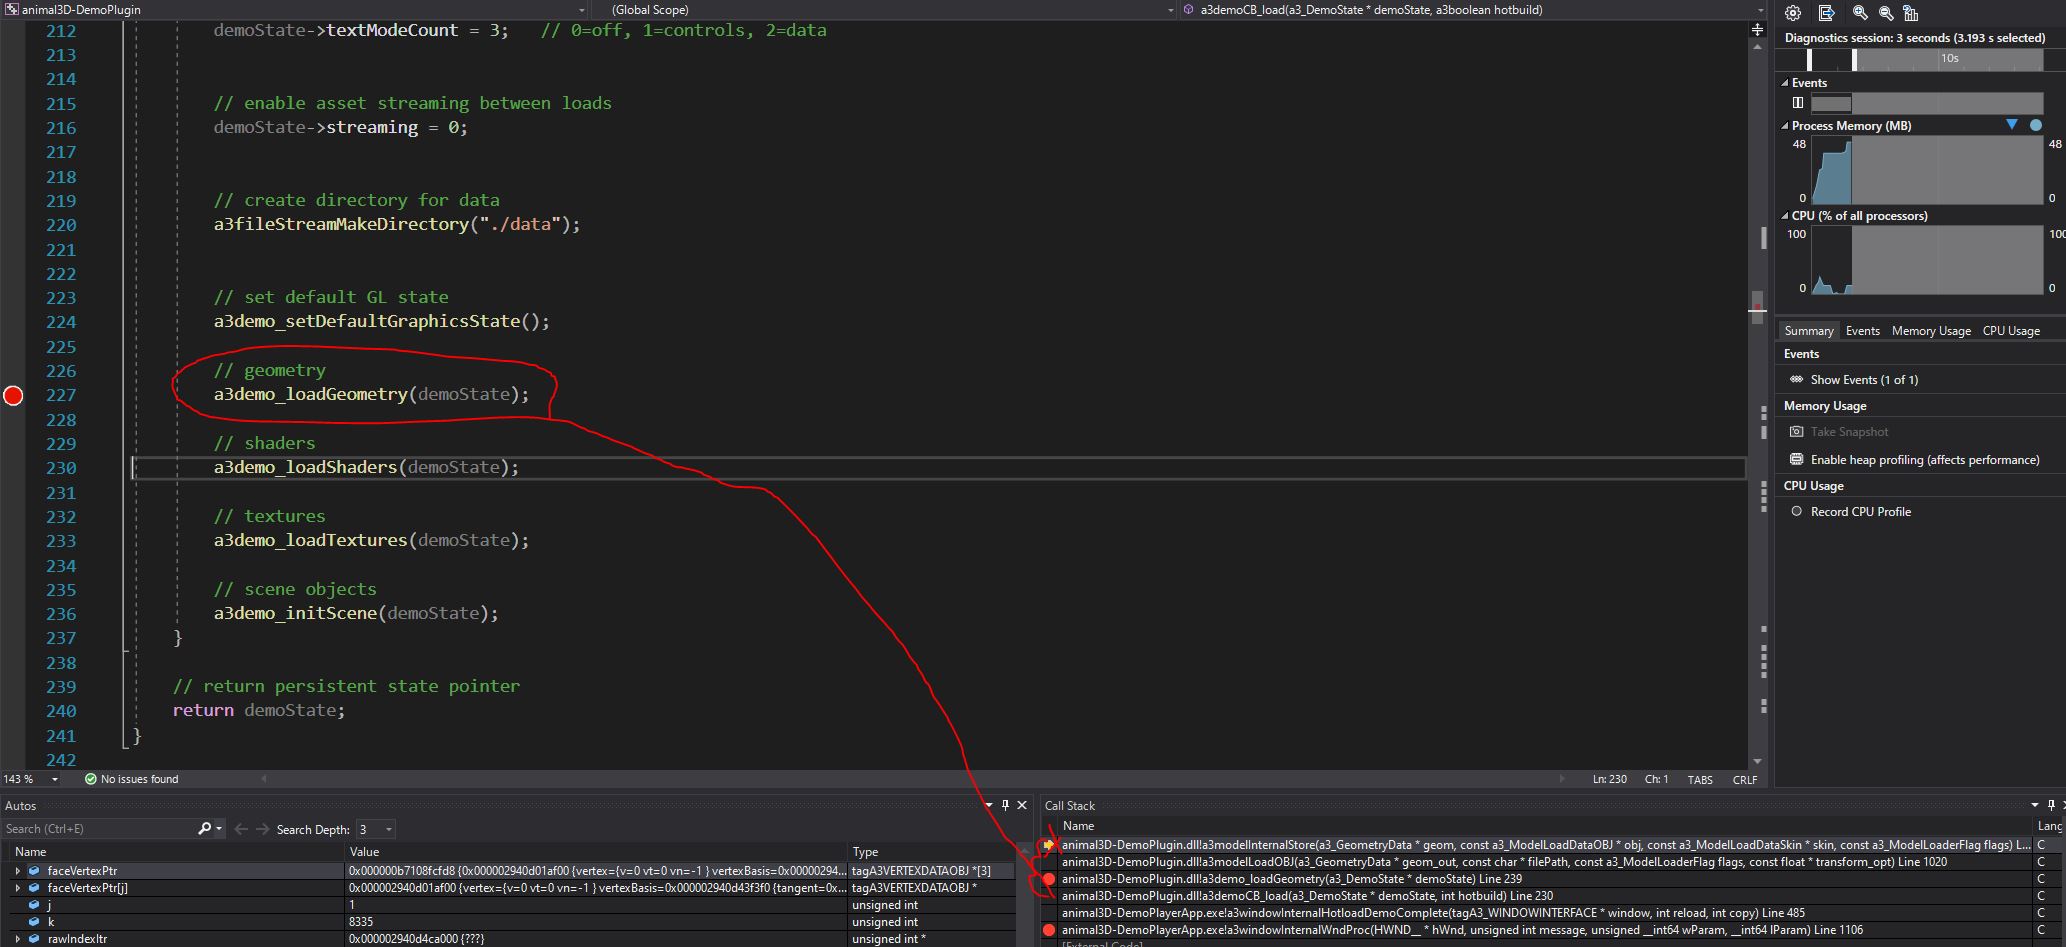 animal3D-DemoPlugin (Global Scope) a3demoCB_load(a3_DemoState * demoState, a3boolean hotbuild)
212 demoState->textModeCount = 3; // 0=off, 1=controls, 2=data
213
214
215 // enable asset streaming between loads
216 demoState->streaming = 0;
217
218
219 // create directory for data
220 a3fileStreamMakeDirectory("./data");
221
222
223 // set default GL state
224 a3demo_setDefaultGraphicsState();
225
226 // geometry
227 a3demo_loadGeometry(demoState);
228
229 // shaders
230 a3demo_loadShaders(demoState);
231
232 // textures
233 a3demo_loadTextures(demoState);
234
235 // scene objects
236 a3demo_initScene(demoState);
237 }
238
239 // return persistent state pointer
240 return demoState;
241 }
242
143 % No issues found Ln: 230 Ch: 1 TABS CRLF
Diagnostics session: 3 seconds (3.193 s selected)
10s
Events
Process Memory (MB)
48 48
0 0
CPU (% of all processors)
100 100
0 0
Summary Events Memory Usage CPU Usage
Events
Show Events (1 of 1)
Memory Usage
Take Snapshot
Enable heap profiling (affects performance)
CPU Usage
Record CPU Profile
Autos
Search (Ctrl+E) Search Depth: 3
Name Value Type
faceVertexPtr 0x000000b7108fcfd8 {0x000002940d01af00 {vertex={v=0 vt=0 vn=-1 } vertexBasis=0x00000294... tagA3VERTEXDATAOBJ *[3]
faceVertexPtr[j] 0x000002940d01af00 {vertex={v=0 vt=0 vn=-1 } vertexBasis=0x000002940d43f3f0 {tangent=0x... tagA3VERTEXDATAOBJ *
j 1 unsigned int
k 8335 unsigned int
rawIndexItr 0x000002940d4ca000 {???} unsigned int *
Call Stack
Name Lang
animal3D-DemoPlugin.dll!a3modelInternalStore(a3_GeometryData * geom, const a3_ModelLoadDataOBJ * obj, const a3_ModelLoadDataSkin * skin, const a3_ModelLoaderFlag flags) L... C
animal3D-DemoPlugin.dll!a3modelLoadOBJ(a3_GeometryData * geom_out, const char * filePath, const a3_ModelLoaderFlag flags, const float * transform_opt) Line 1020 C
animal3D-DemoPlugin.dll!a3demo_loadGeometry(a3_DemoState * demoState) Line 239 C
animal3D-DemoPlugin.dll!a3demoCB_load(a3_DemoState * demoState, int hotbuild) Line 230 C
animal3D-DemoPlayerApp.exe!a3windowInternalHotloadDemoComplete(tagA3_WINDOWINTERFACE * window, int reload, int copy) Line 485 C
animal3D-DemoPlayerApp.exe!a3windowInternalWndProc(HWND__ * hWnd, unsigned int message, unsigned __int64 wParam, __int64 lParam) Line 1106 C
[External Code]